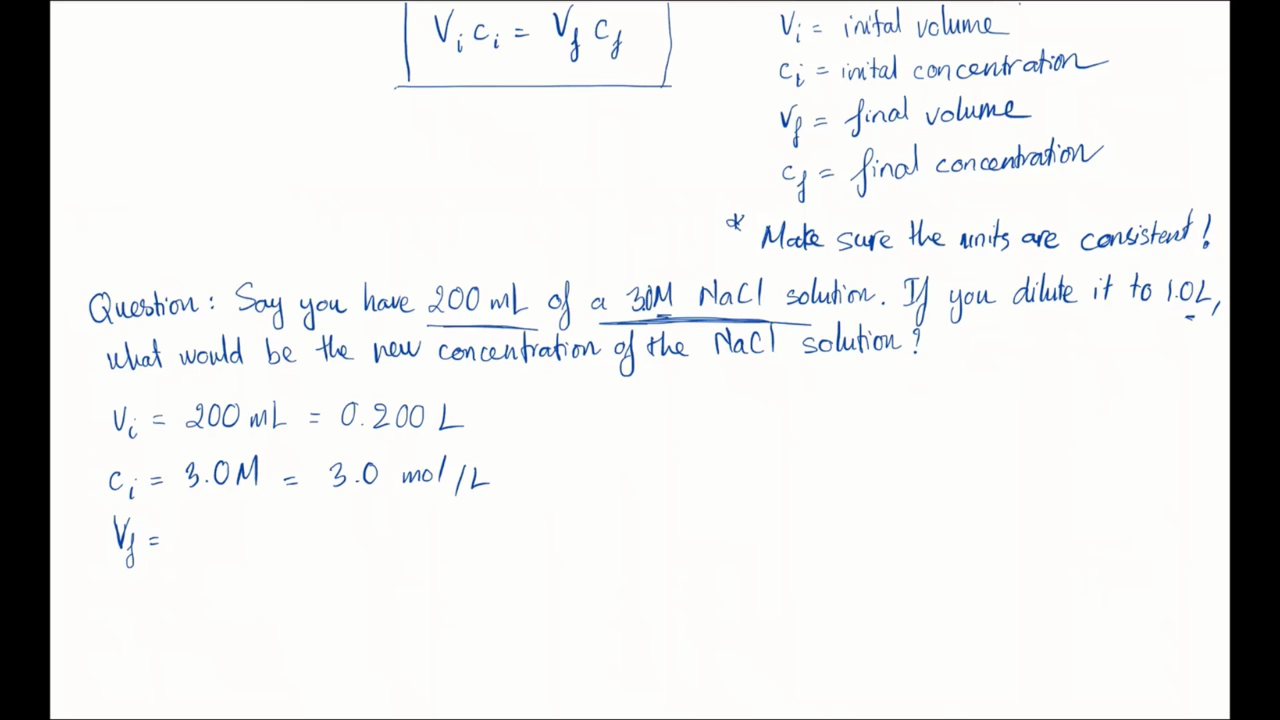 Vi ci = Vf cf
Vi = inital volume
ci = inital concentration
Vf = final volume
cf = final concentration
* Make sure the units are consistent!
Question: Say you have 200 mL of a 3.0M NaCl solution. If you dilute it to 1.0L,
what would be the new concentration of the NaCl solution?
Vi = 200 mL = 0.200 L
ci = 3.0M = 3.0 mol/L
Vf =